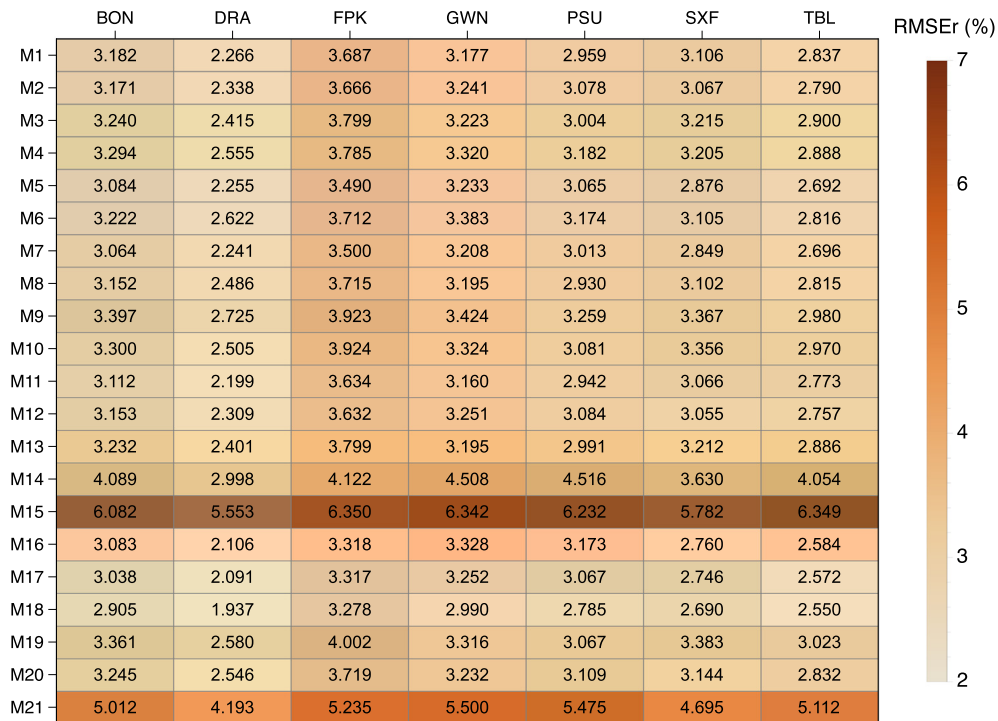 BON DRA FPK GWN PSU SXF TBL
RMSEr (%)
M1 3.182 2.266 3.687 3.177 2.959 3.106 2.837
M2 3.171 2.338 3.666 3.241 3.078 3.067 2.790
M3 3.240 2.415 3.799 3.223 3.004 3.215 2.900
M4 3.294 2.555 3.785 3.320 3.182 3.205 2.888
M5 3.084 2.255 3.490 3.233 3.065 2.876 2.692
M6 3.222 2.622 3.712 3.383 3.174 3.105 2.816
M7 3.064 2.241 3.500 3.208 3.013 2.849 2.696
M8 3.152 2.486 3.715 3.195 2.930 3.102 2.815
M9 3.397 2.725 3.923 3.424 3.259 3.367 2.980
M10 3.300 2.505 3.924 3.324 3.081 3.356 2.970
M11 3.112 2.199 3.634 3.160 2.942 3.066 2.773
M12 3.153 2.309 3.632 3.251 3.084 3.055 2.757
M13 3.232 2.401 3.799 3.195 2.991 3.212 2.886
M14 4.089 2.998 4.122 4.508 4.516 3.630 4.054
M15 6.082 5.553 6.350 6.342 6.232 5.782 6.349
M16 3.083 2.106 3.318 3.328 3.173 2.760 2.584
M17 3.038 2.091 3.317 3.252 3.067 2.746 2.572
M18 2.905 1.937 3.278 2.990 2.785 2.690 2.550
M19 3.361 2.580 4.002 3.316 3.067 3.383 3.023
M20 3.245 2.546 3.719 3.232 3.109 3.144 2.832
M21 5.012 4.193 5.235 5.500 5.475 4.695 5.112
7
6
5
4
3
2